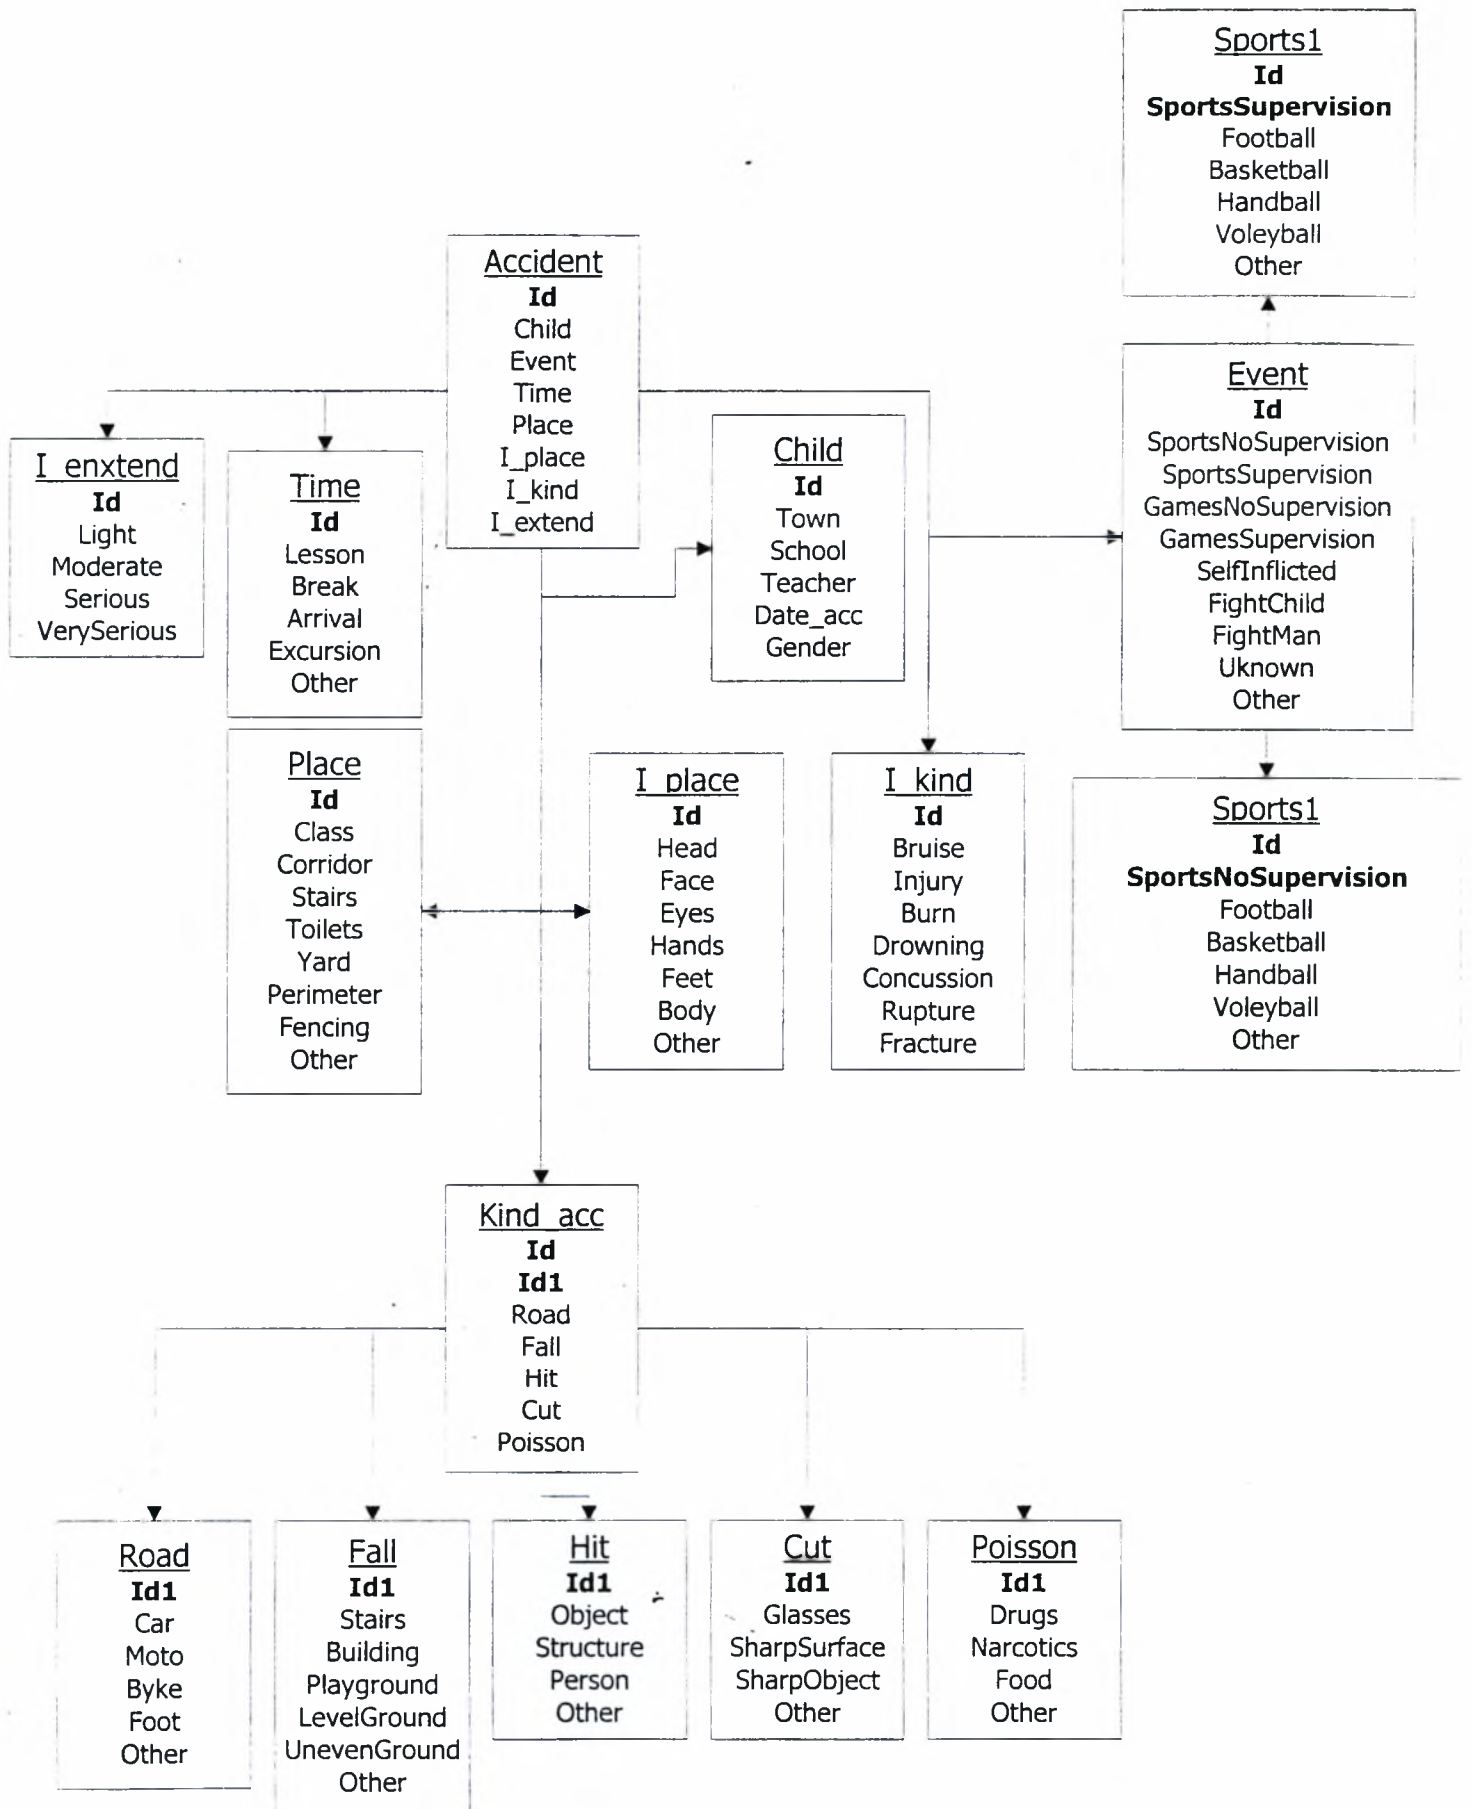 Sports1
Id
SportsSupervision
Football
Basketball
Handball
Voleyball
Other
Accident
Id
Child
Event
Time
Place
I_place
I_kind
I_extend
Event
Id
SportsNoSupervision
SportsSupervision
GamesNoSupervision
GamesSupervision
SelfInflicted
FightChild
FightMan
Uknown
Other
I_enxtend
Id
Light
Moderate
Serious
VerySerious
Time
Id
Lesson
Break
Arrival
Excursion
Other
Child
Id
Town
School
Teacher
Date_acc
Gender
Place
Id
Class
Corridor
Stairs
Toilets
Yard
Perimeter
Fencing
Other
I_place
Id
Head
Face
Eyes
Hands
Feet
Body
Other
I_kind
Id
Bruise
Injury
Burn
Drowning
Concussion
Rupture
Fracture
Sports1
Id
SportsNoSupervision
Football
Basketball
Handball
Voleyball
Other
Kind_acc
Id
Id1
Road
Fall
Hit
Cut
Poisson
Road
Id1
Car
Moto
Byke
Foot
Other
Fall
Id1
Stairs
Building
Playground
LevelGround
UnevenGround
Other
Hit
Id1
Object
Structure
Person
Other
Cut
Id1
Glasses
SharpSurface
SharpObject
Other
Poisson
Id1
Drugs
Narcotics
Food
Other